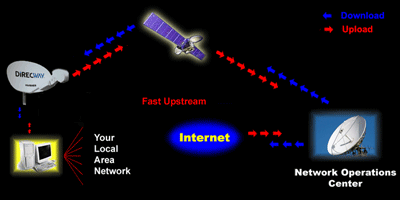 Download
Upload
DIRECWAY
Fast Upstream
Internet
Your
Local
Area
Network
Network Operations
Center